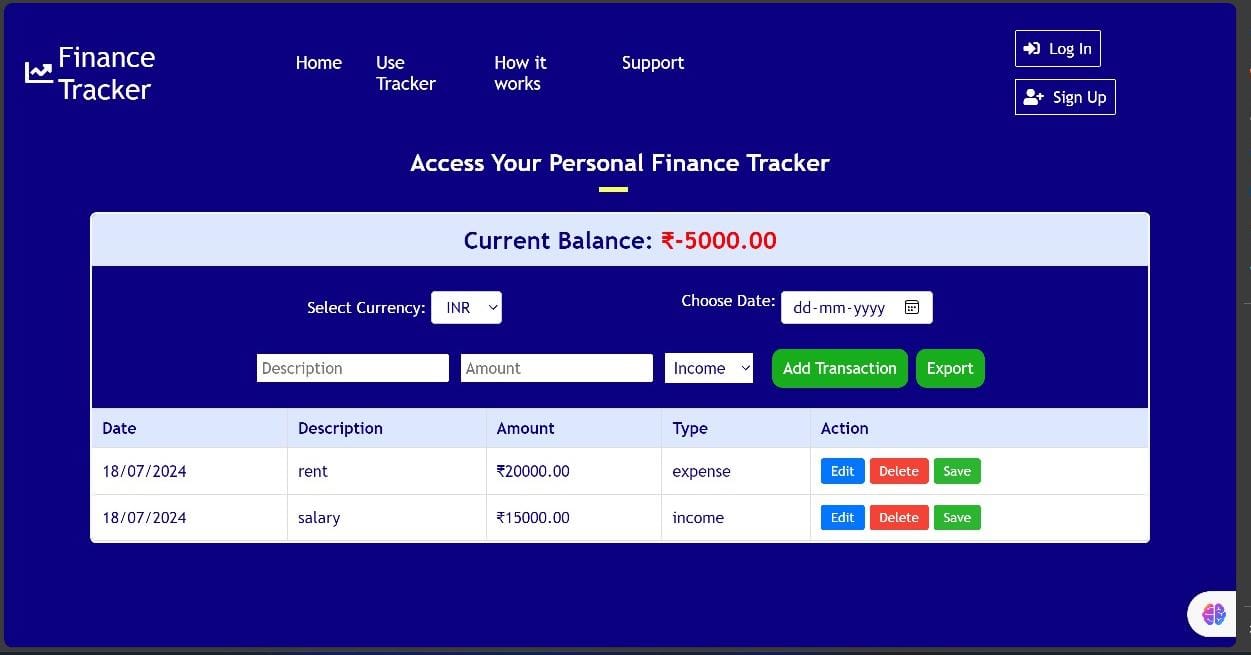 Finance
Tracker
Home
Use
Tracker
How it
works
Support
Log In
Sign Up
Access Your Personal Finance Tracker
Current Balance: ₹-5000.00
Select Currency: INR
Choose Date: dd-mm-yyyy
Description Amount Income Add Transaction Export
Date Description Amount Type Action
18/07/2024 rent ₹20000.00 expense Edit Delete Save
18/07/2024 salary ₹15000.00 income Edit Delete Save